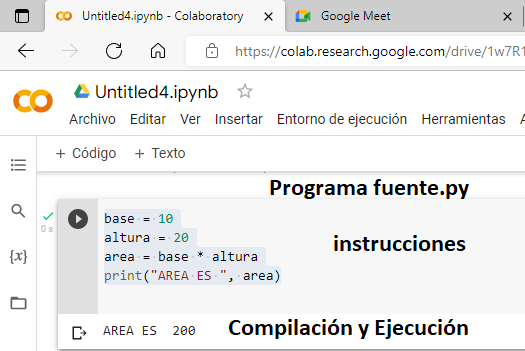 Untitled4.ipynb - Colaboratory
Google Meet
https://colab.research.google.com/drive/1w7R1
Untitled4.ipynb
Archivo Editar Ver Insertar Entorno de ejecución Herramientas
+ Código + Texto
Programa fuente.py
0 s
base = 10
altura = 20
instrucciones
area = base * altura
print("AREA ES ", area)
{x}
AREA ES  200
Compilación y Ejecución